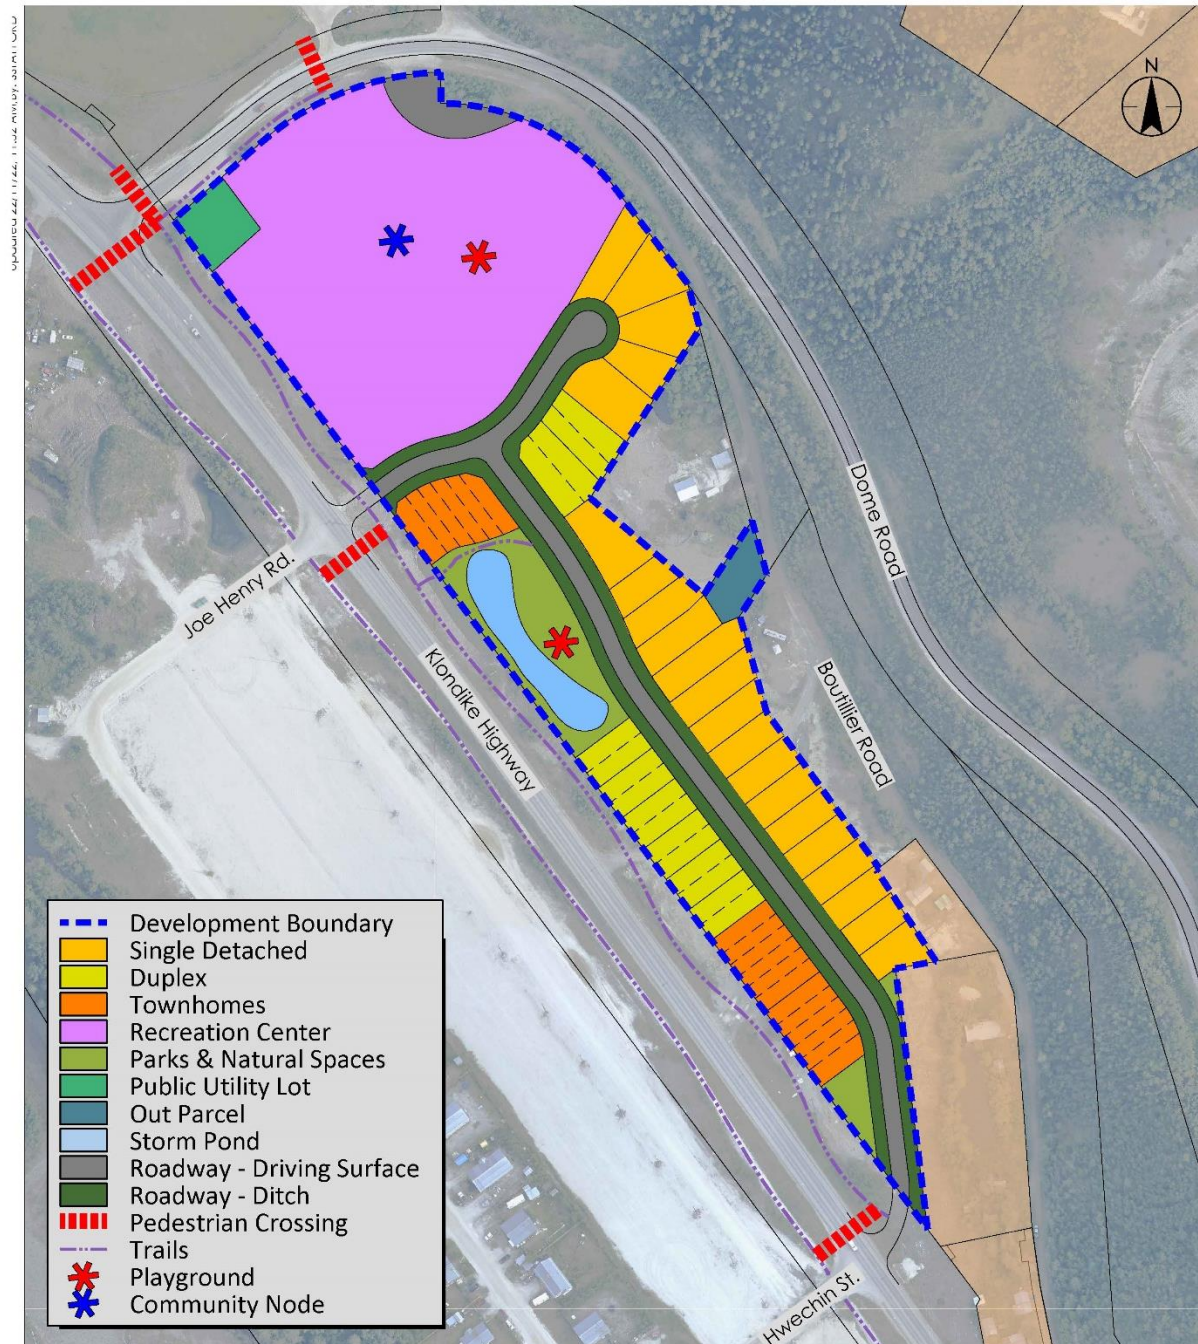 N
Dome Road
Joe Henry Rd.
Klondike Highway
Boutillier Road
Development Boundary
Single Detached
Duplex
Townhomes
Recreation Center
Parks & Natural Spaces
Public Utility Lot
Out Parcel
Storm Pond
Roadway - Driving Surface
Roadway - Ditch
Pedestrian Crossing
Trails
Playground
Community Node
Hwechin St.